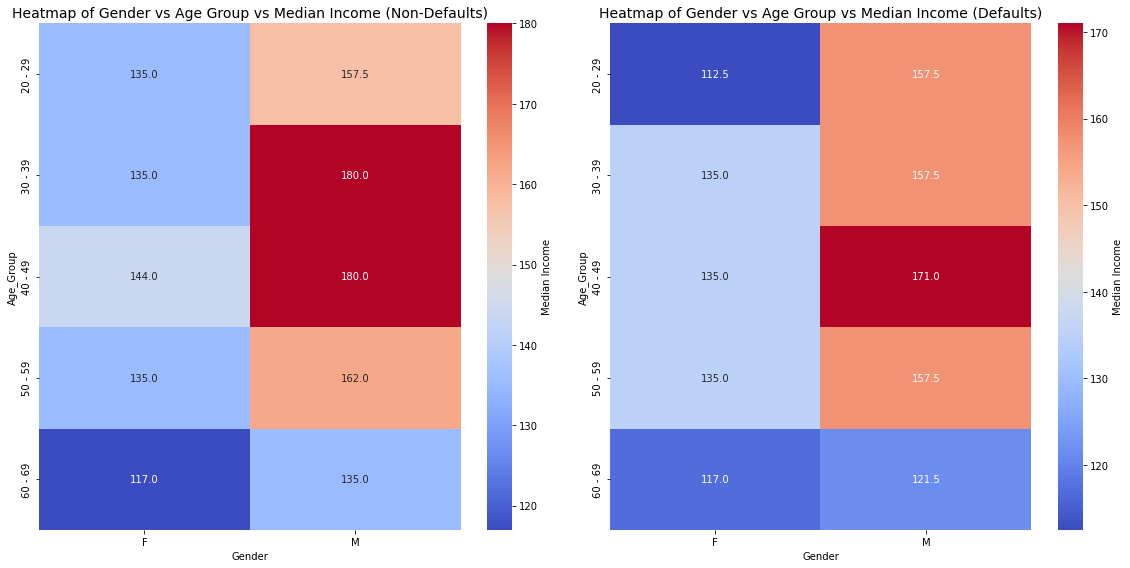 Heatmap of Gender vs Age Group vs Median Income (Non-Defaults)
Age_Group
20 - 29
135.0
157.5
30 - 39
135.0
180.0
40 - 49
144.0
180.0
50 - 59
135.0
162.0
60 - 69
117.0
135.0
F
M
Gender
180
170
160
150
140
130
120
Median Income
Heatmap of Gender vs Age Group vs Median Income (Defaults)
Age_Group
20 - 29
112.5
157.5
30 - 39
135.0
157.5
40 - 49
135.0
171.0
50 - 59
135.0
157.5
60 - 69
117.0
121.5
F
M
Gender
170
160
150
140
130
120
Median Income